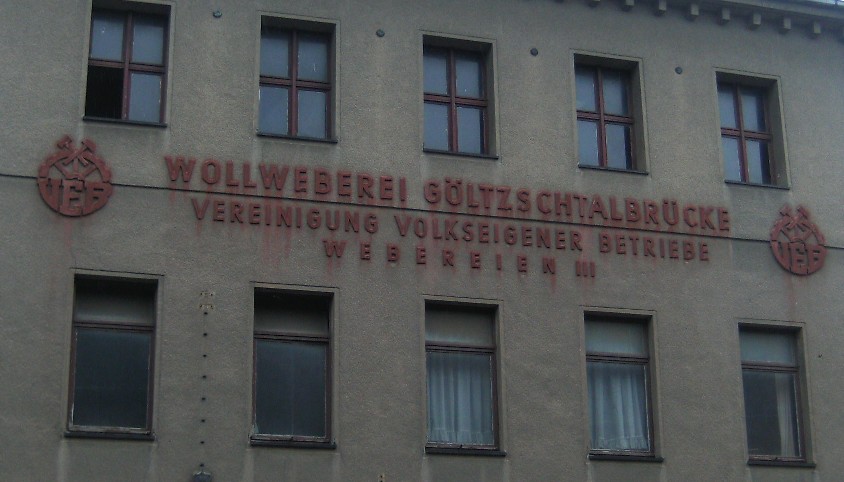 WOLLWEBEREI GÖLTZSCHTALBRÜCKE
VEREINIGUNG VOLKSEIGENER BETRIEBE
WEBEREIEN III
VEB
VEB